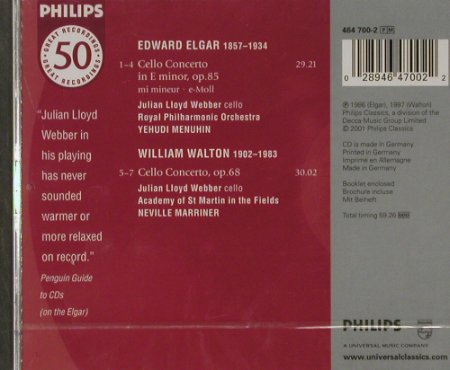 PHILIPS
GREAT RECORDINGS
50
GREAT RECORDINGS
"Julian Lloyd
Webber in
his playing
has never
sounded
warmer or
more relaxed
on record."
Penguin Guide
to CDs
(on the Elgar)
EDWARD ELGAR 1857–1934
1–4 Cello Concerto 29.21
in E minor, op.85
mi mineur · e-Moll
Julian Lloyd Webber cello
Royal Philharmonic Orchestra
YEHUDI MENUHIN
WILLIAM WALTON 1902–1983
5–7 Cello Concerto, op.68 30.02
Julian Lloyd Webber cello
Academy of St Martin in the Fields
NEVILLE MARRINER
464 700-2 PM
0 28946 47002 2
℗ 1986 (Elgar), 1997 (Walton)
Philips Classics, a division of the
Decca Music Group Limited
© 2001 Philips Classics
CD is made in Germany
Printed in Germany
Imprimé en Allemagne
Made in Germany
Booklet enclosed
Brochure incluse
Mit Beiheft
Total timing 59.26
PHILIPS
A UNIVERSAL MUSIC COMPANY
www.universalclassics.com